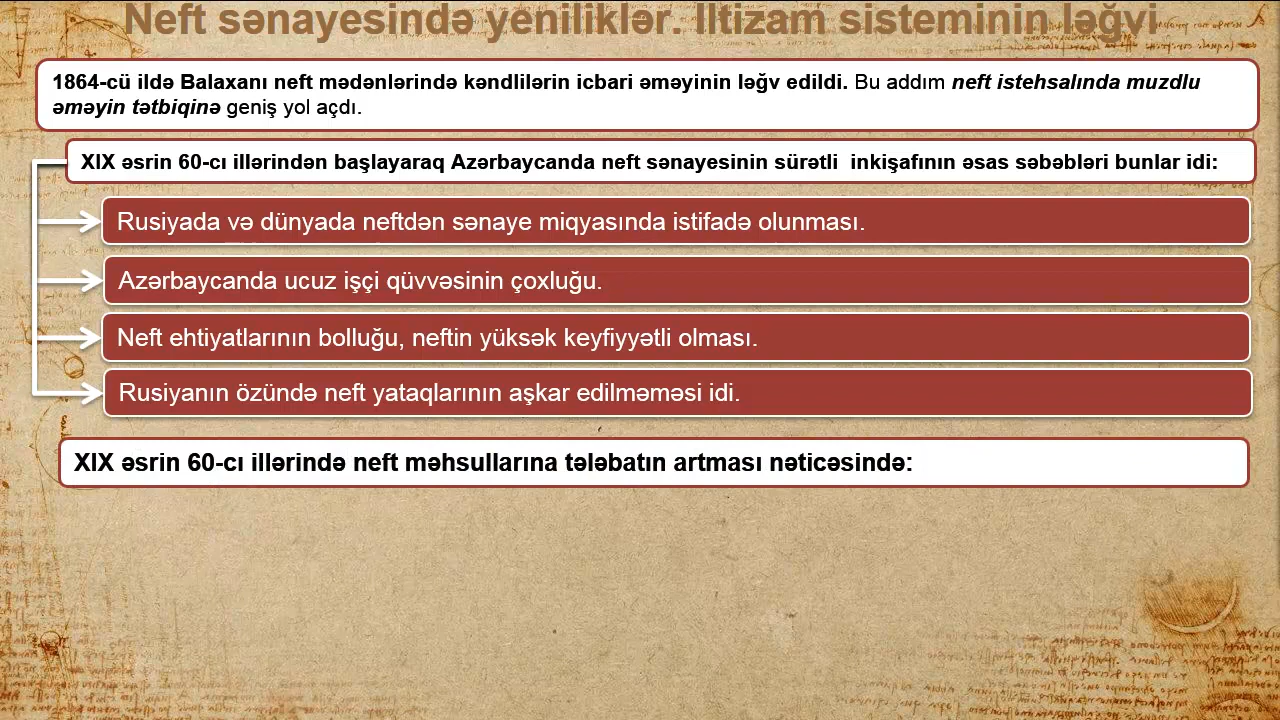 Neft sənayesində yeniliklər. İltizam sisteminin ləğvi
1864-cü ildə Balaxanı neft mədənlərində kəndlilərin icbari əməyinin ləğv edildi. Bu addım neft istehsalında muzdlu
əməyin tətbiqinə geniş yol açdı.
XIX əsrin 60-cı illərindən başlayaraq Azərbaycanda neft sənayesinin sürətli inkişafının əsas səbəbləri bunlar idi:
Rusiyada və dünyada neftdən sənaye miqyasında istifadə olunması.
Azərbaycanda ucuz işçi qüvvəsinin çoxluğu.
Neft ehtiyatlarının bolluğu, neftin yüksək keyfiyyətli olması.
Rusiyanın özündə neft yataqlarının aşkar edilməməsi idi.
XIX əsrin 60-cı illərində neft məhsullarına tələbatın artması nəticəsində: